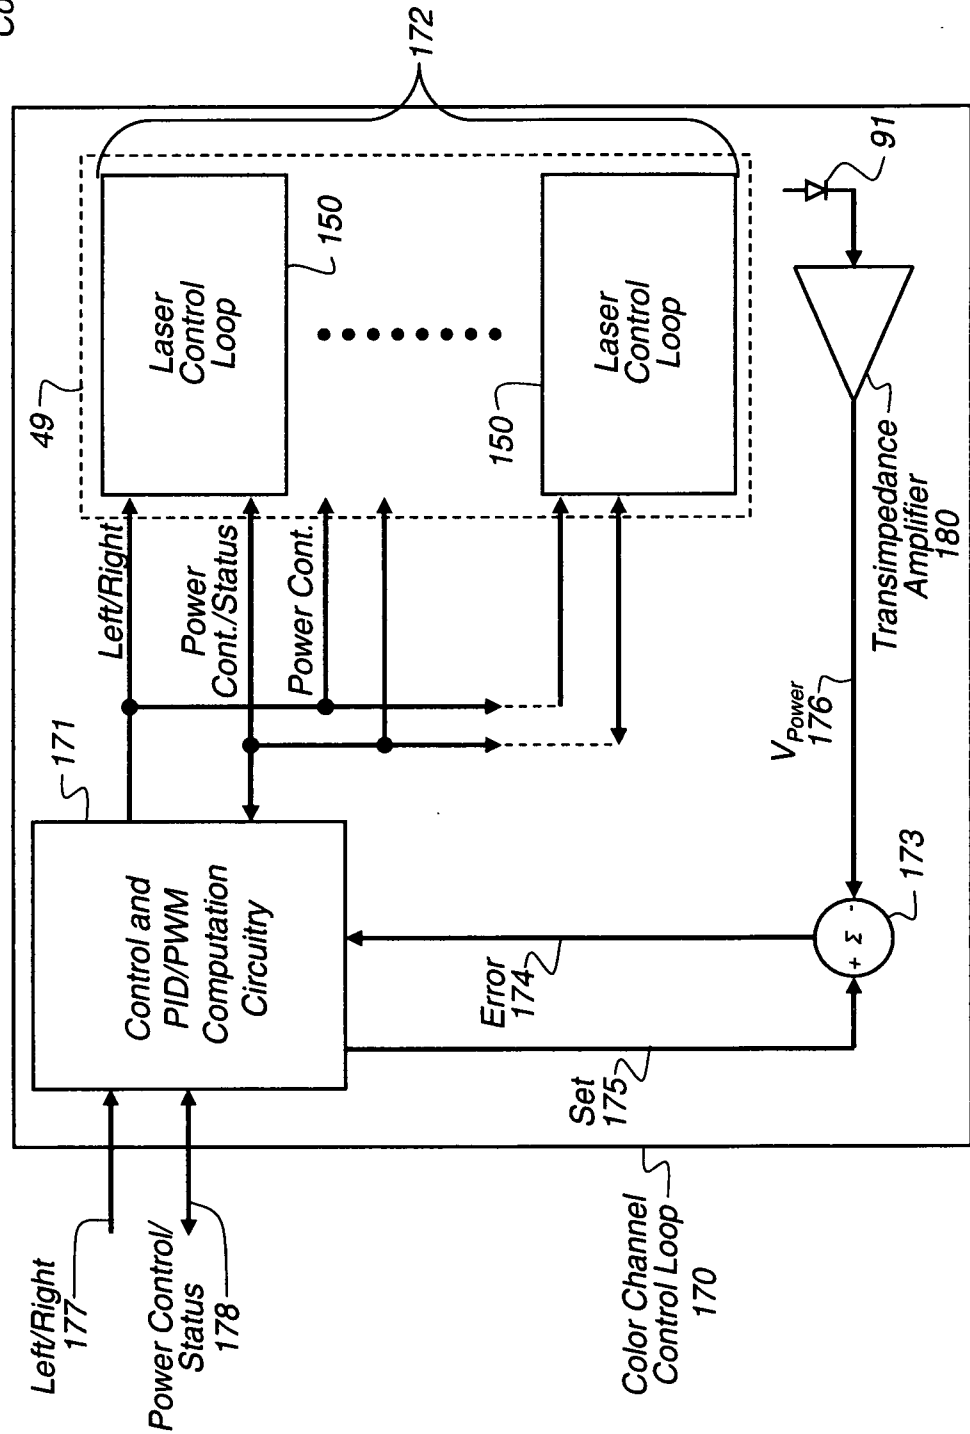 Co
172
49
Laser
Control
Loop
150
Laser
Control
Loop
150
91
Left/Right
Power
Cont./Status
Power Cont.
Transimpedance
Amplifier
180
171
VPower
176
Control and
PID/PWM
Computation
Circuitry
Error
174
+ Σ -
173
Set
175
Left/Right
177
Power Control/
Status
178
Color Channel
Control Loop
170